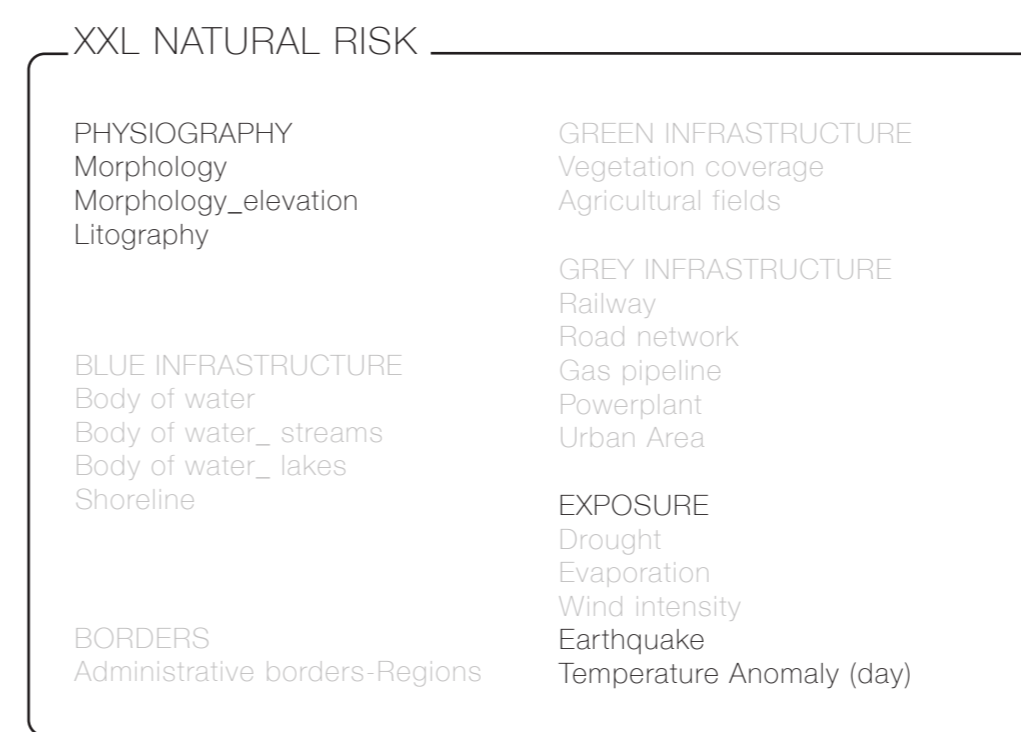 XXL NATURAL RISK
PHYSIOGRAPHY
Morphology
Morphology_elevation
Litography
BLUE INFRASTRUCTURE
Body of water
Body of water_ streams
Body of water_ lakes
Shoreline
BORDERS
Administrative borders-Regions
GREEN INFRASTRUCTURE
Vegetation coverage
Agricultural fields
GREY INFRASTRUCTURE
Railway
Road network
Gas pipeline
Powerplant
Urban Area
EXPOSURE
Drought
Evaporation
Wind intensity
Earthquake
Temperature Anomaly (day)